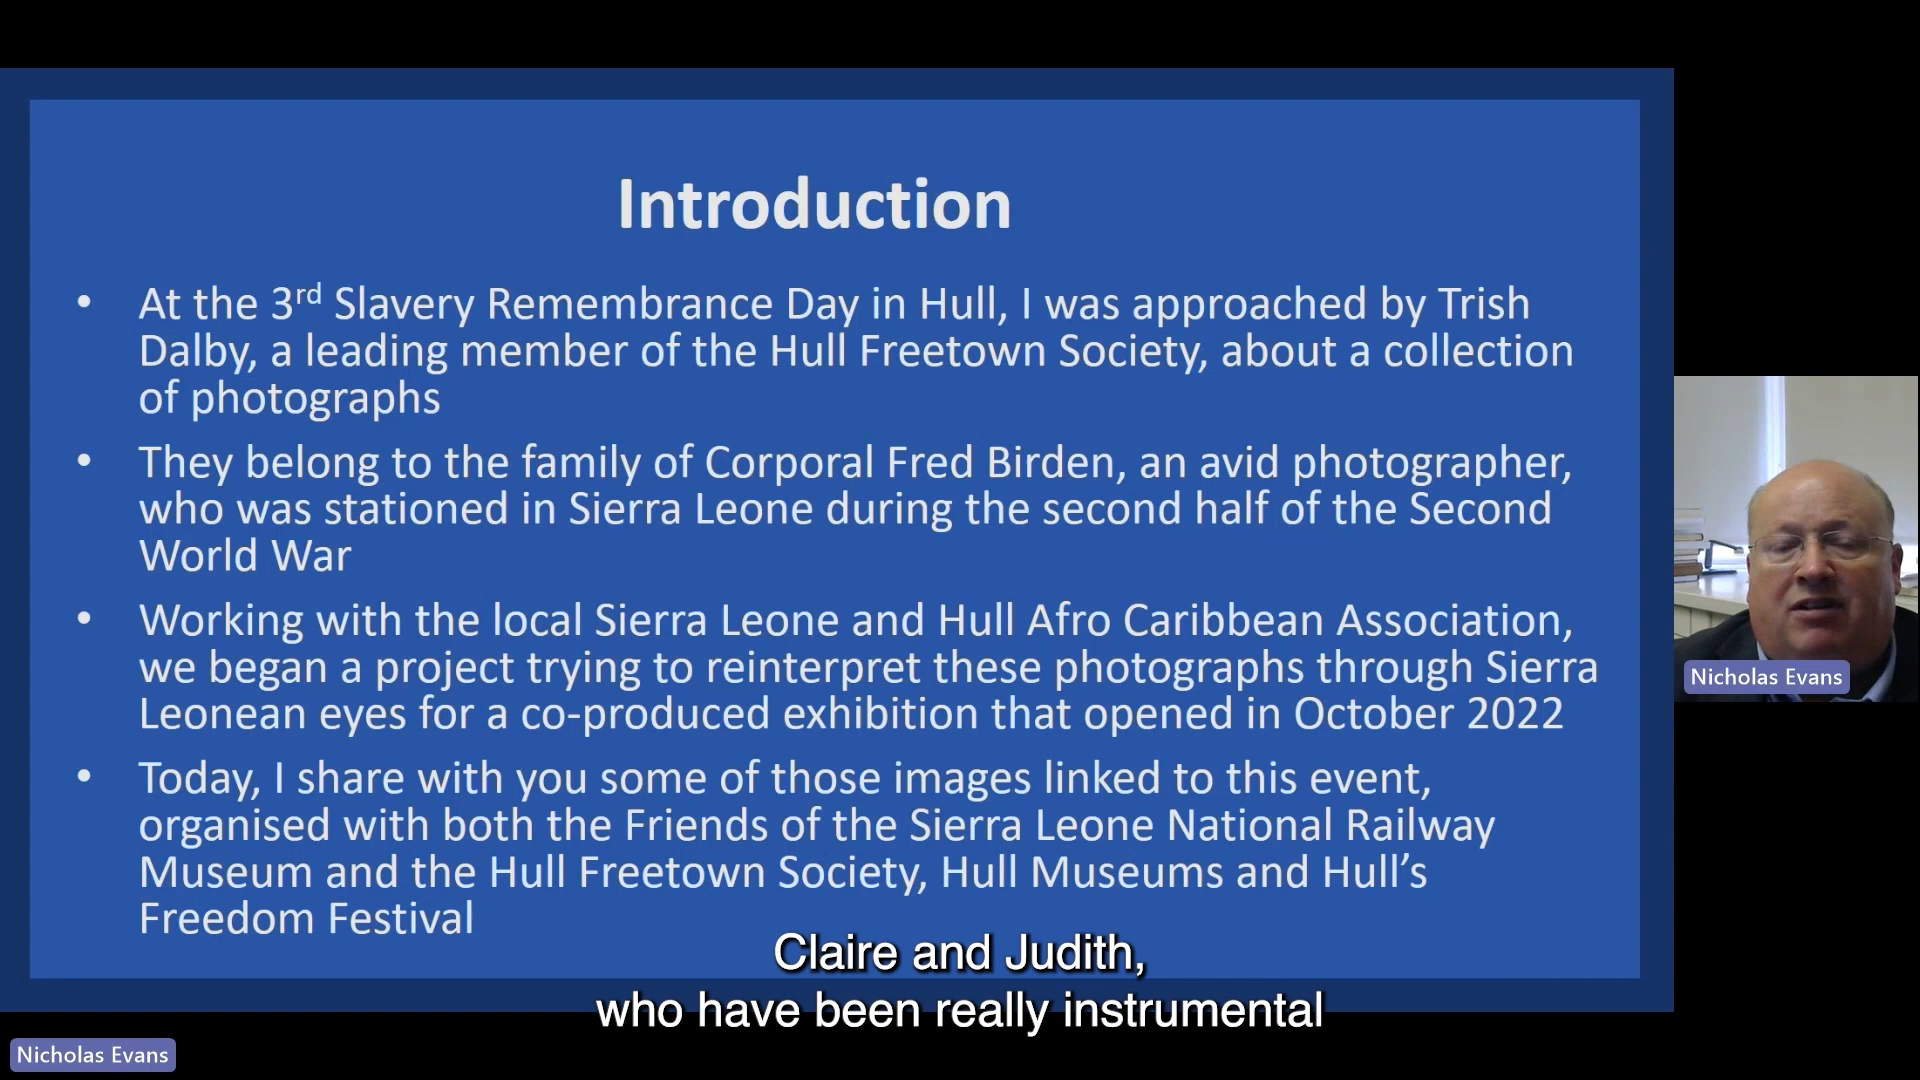 Introduction
• At the 3rd Slavery Remembrance Day in Hull, I was approached by Trish
Dalby, a leading member of the Hull Freetown Society, about a collection
of photographs
• They belong to the family of Corporal Fred Birden, an avid photographer,
who was stationed in Sierra Leone during the second half of the Second
World War
• Working with the local Sierra Leone and Hull Afro Caribbean Association,
we began a project trying to reinterpret these photographs through Sierra
Leonean eyes for a co-produced exhibition that opened in October 2022
• Today, I share with you some of those images linked to this event,
organised with both the Friends of the Sierra Leone National Railway
Museum and the Hull Freetown Society, Hull Museums and Hull’s
Freedom Festival
Claire and Judith,
who have been really instrumental
Nicholas Evans
Nicholas Evans